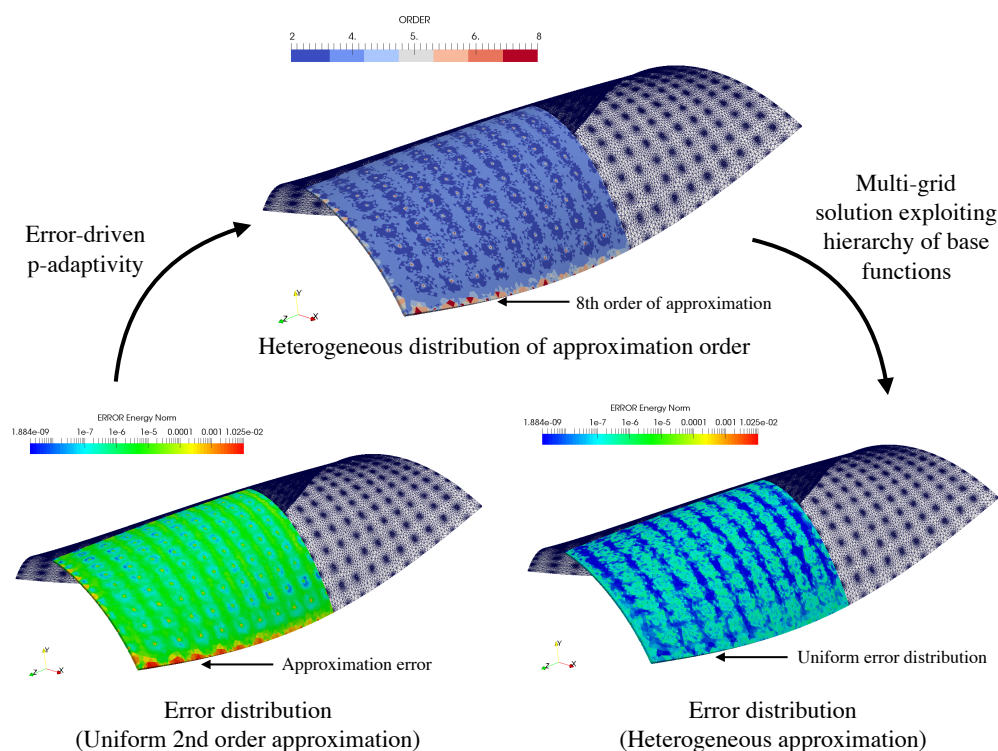 ORDER
2 4. 5. 6. 8
Error-driven
p-adaptivity
Multi-grid
solution exploiting
hierarchy of base
functions
8th order of approximation
Y
Z X
Heterogeneous distribution of approximation order
ERROR Energy Norm
1.884e-09 1e-7 1e-6 1e-5 0.0001 0.001 1.025e-02
Approximation error
Y
Z X
Error distribution
(Uniform 2nd order approximation)
ERROR Energy Norm
1.884e-09 1e-7 1e-6 1e-5 0.0001 0.001 1.025e-02
Uniform error distribution
Y
Z X
Error distribution
(Heterogeneous approximation)